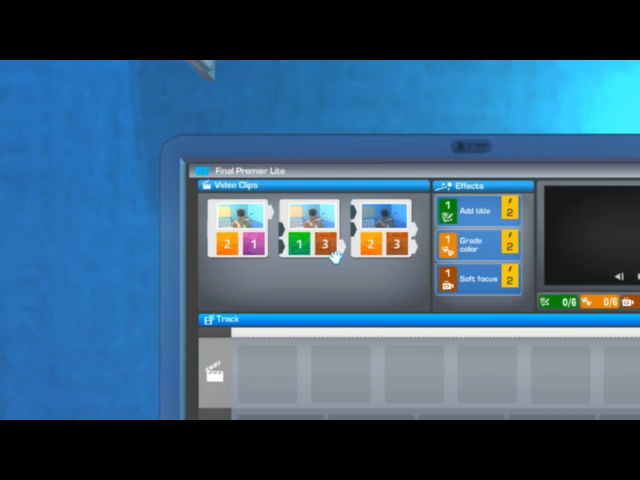 Final Premier Lite
Video Clips
2 1
1 3
2 3
Effects
1 Add title 2
1 Grade color 2
1 Soft focus 2
0/6 0/6
Track